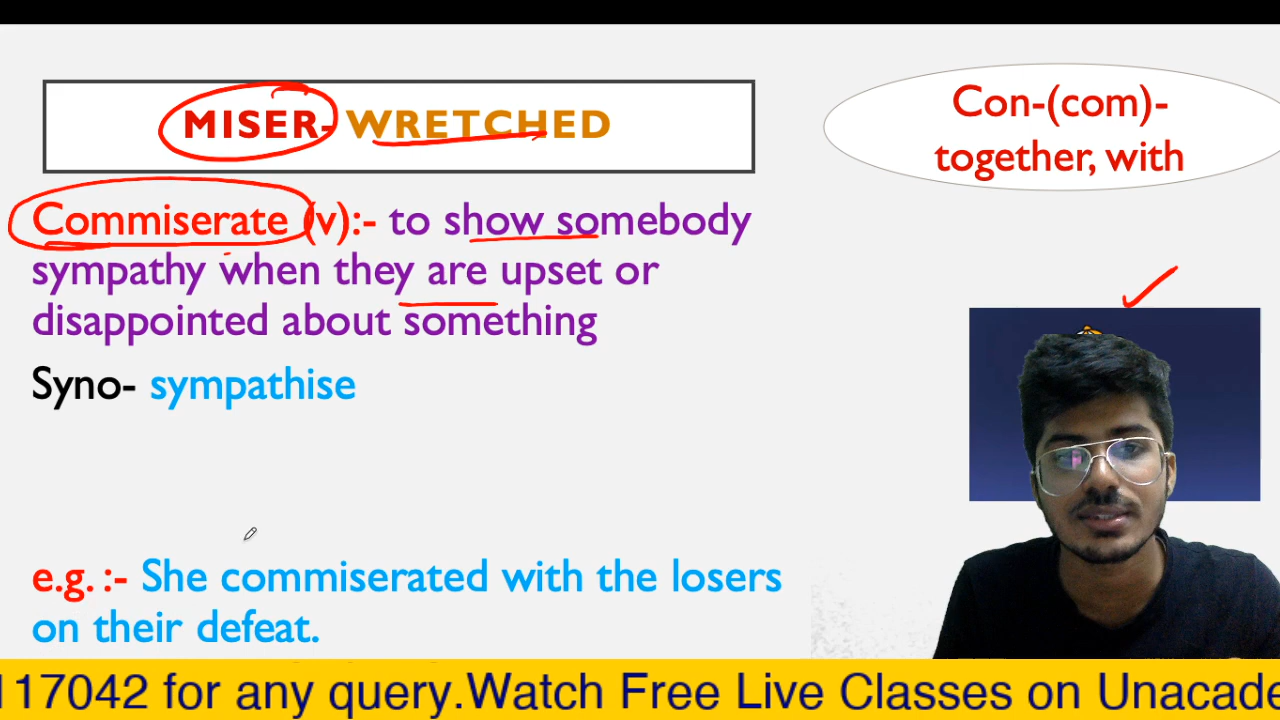 MISER- WRETCHED
Con-(com)-
together, with
Commiserate (v):- to show somebody
sympathy when they are upset or
disappointed about something
Syno- sympathise
e.g. :- She commiserated with the losers
on their defeat.
117042 for any query.Watch Free Live Classes on Unacade